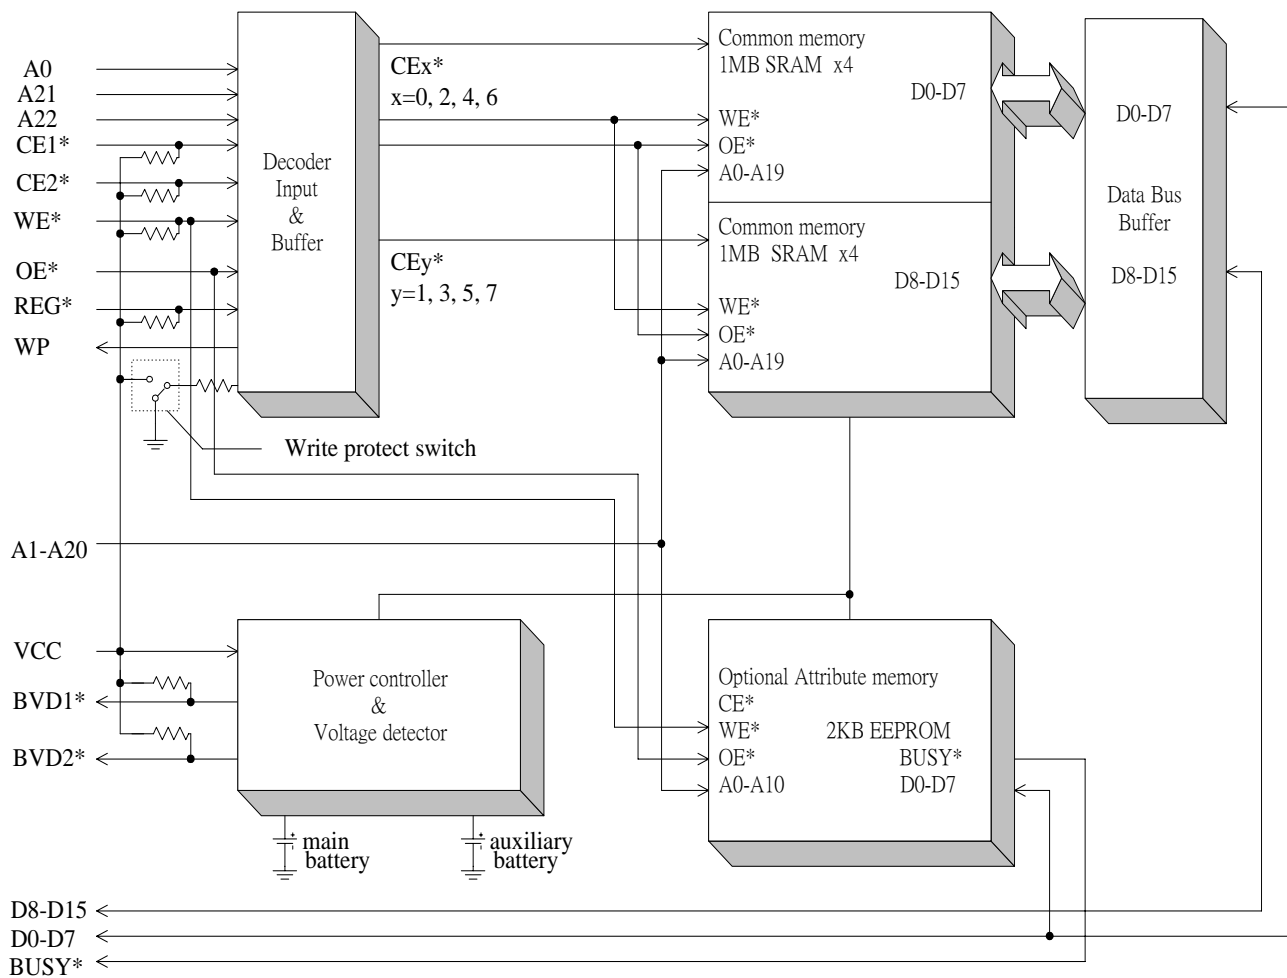 A0
A21
A22
CE1*
CE2*
WE*
OE*
REG*
WP
Decoder
Input
&
Buffer
CEx*
x=0, 2, 4, 6
CEy*
y=1, 3, 5, 7
Common memory
1MB SRAM x4
D0-D7
WE*
OE*
A0-A19
Common memory
1MB SRAM x4
D8-D15
WE*
OE*
A0-A19
D0-D7
Data Bus
Buffer
D8-D15
Write protect switch
A1-A20
VCC
BVD1*
BVD2*
Power controller
&
Voltage detector
+
main
battery
+
auxiliary
battery
Optional Attribute memory
CE*
WE* 2KB EEPROM
OE* BUSY*
A0-A10 D0-D7
D8-D15
D0-D7
BUSY*